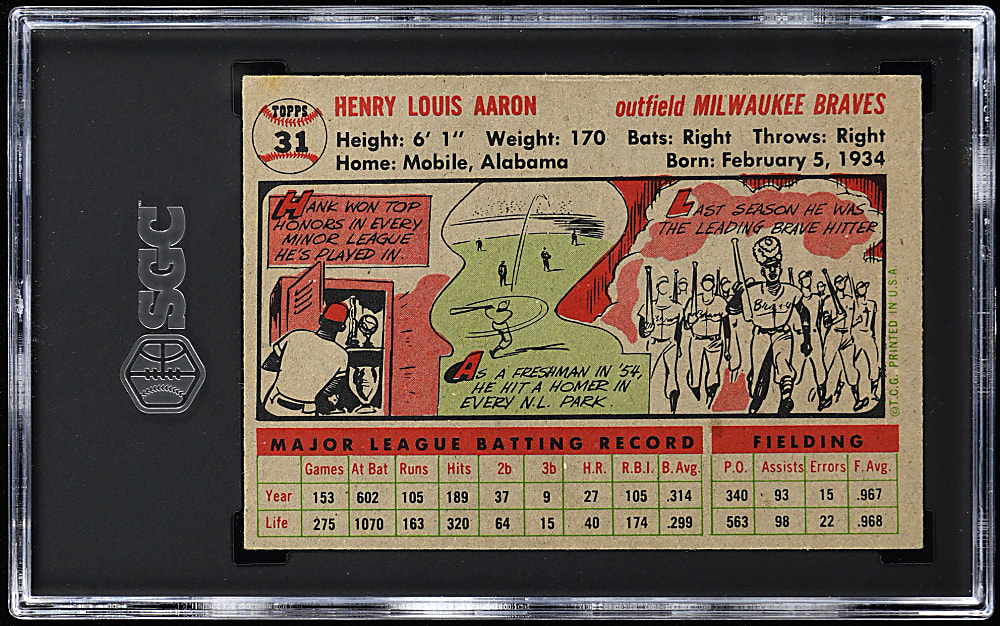 SGC
TOPPS
31
HENRY LOUIS AARON outfield MILWAUKEE BRAVES
Height: 6' 1" Weight: 170 Bats: Right Throws: Right
Home: Mobile, Alabama Born: February 5, 1934
HANK WON TOP
HONORS IN EVERY
MINOR LEAGUE
HE'S PLAYED IN.
AS A FRESHMAN IN '54,
HE HIT A HOMER IN
EVERY N.L. PARK.
LAST SEASON HE WAS
THE LEADING BRAVE HITTER
Braves
©T.C.G. PRINTED IN U.S.A.
MAJOR LEAGUE BATTING RECORD FIELDING
Games At Bat Runs Hits 2b 3b H.R. R.B.I. B. Avg. P.O. Assists Errors F. Avg.
Year 153 602 105 189 37 9 27 105 .314 340 93 15 .967
Life 275 1070 163 320 64 15 40 174 .299 563 98 22 .968